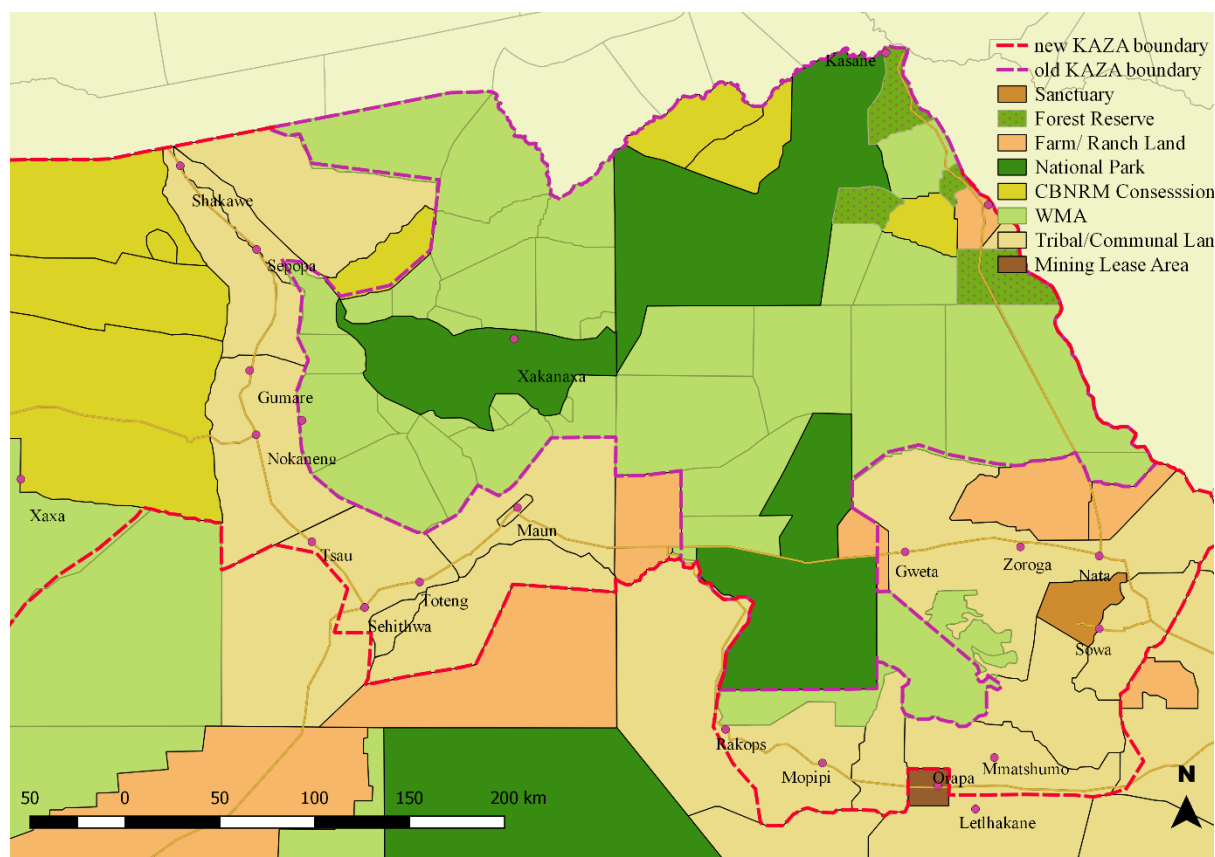 new KAZA boundary
old KAZA boundary
Sanctuary
Forest Reserve
Farm/ Ranch Land
National Park
CBNRM Consesssion
WMA
Tribal/Communal Lan
Mining Lease Area
Kasane
Shakawe
Sepopa
Xakanaxa
Gumare
Nokaneng
Xaxa
Maun
Tsau
Gweta
Zoroga
Nata
Toteng
Sehithwa
Sowa
Rakops
Mopipi
Orapa
Mmatshumo
Letlhakane
N
50 0 50 100 150 200 km